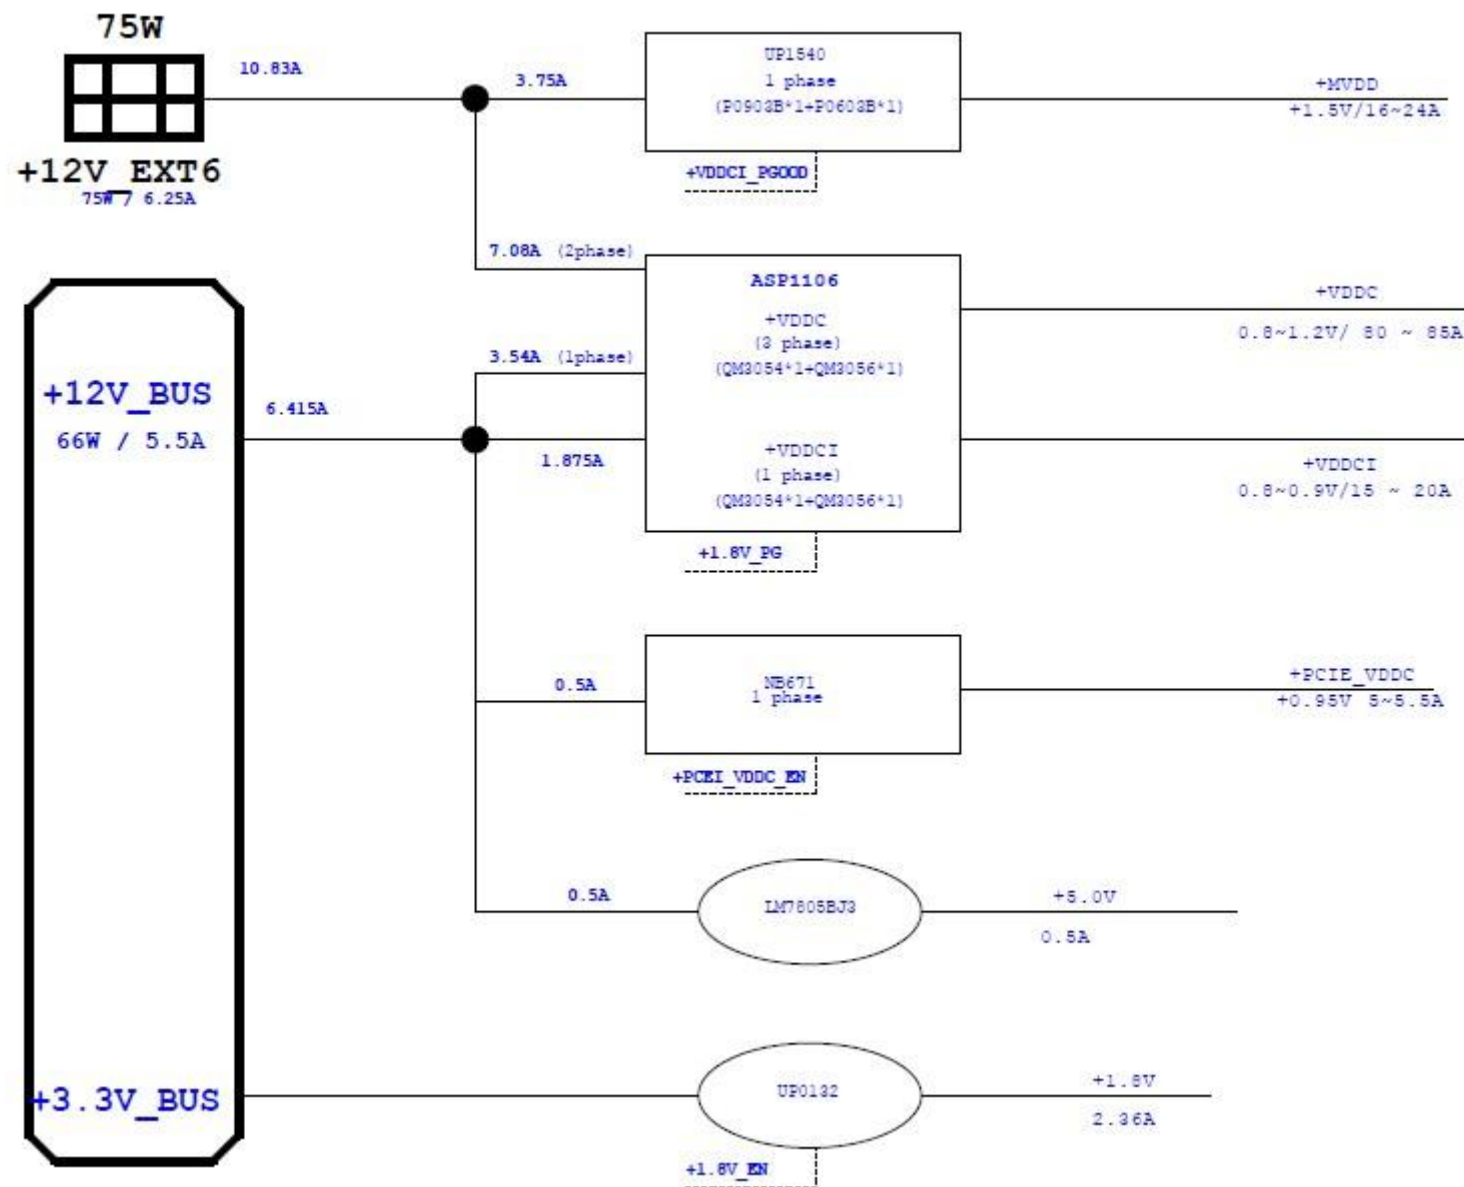 75W
10.83A
+12V_EXT6
75W / 6.25A
3.75A
UP1540
1 phase
(P0903B*1+P0603B*1)
+VDDCI_PGOOD
+MVDD
+1.5V/16~24A
7.08A (2phase)
3.54A (1phase)
ASP1106
+VDDC
(3 phase)
(QM3054*1+QM3056*1)
+VDDCI
(1 phase)
(QM3054*1+QM3056*1)
+1.8V_PG
+VDDC
0.8~1.2V/ 80 ~ 85A
+VDDCI
0.8~0.9V/15 ~ 20A
+12V_BUS
66W / 5.5A
6.415A
1.875A
0.5A
NB671
1 phase
+PCEI_VDDC_EN
+PCIE_VDDC
+0.95V 5~5.5A
0.5A
LM7805BJ3
+5.0V
0.5A
+3.3V_BUS
UP0132
+1.8V_EN
+1.8V
2.36A